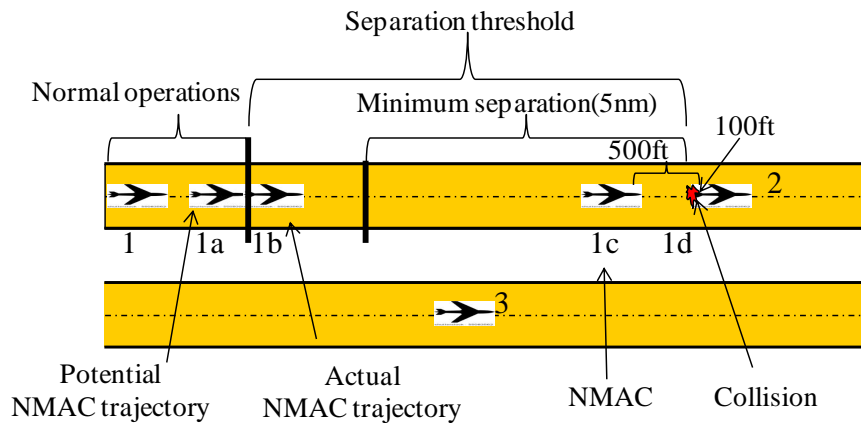 Separation threshold
Normal operations
Minimum separation(5nm)
100ft
500ft
2
1 1a 1b 1c 1d
3
Potential
NMAC trajectory
Actual
NMAC trajectory
NMAC
Collision